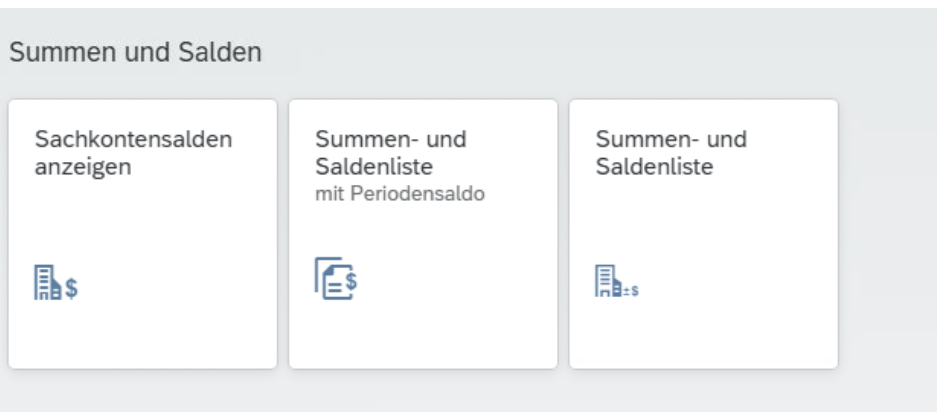 Summen und Salden
Sachkontensalden
anzeigen
$
Summen- und
Saldenliste
mit Periodensaldo
$
Summen- und
Saldenliste
±$